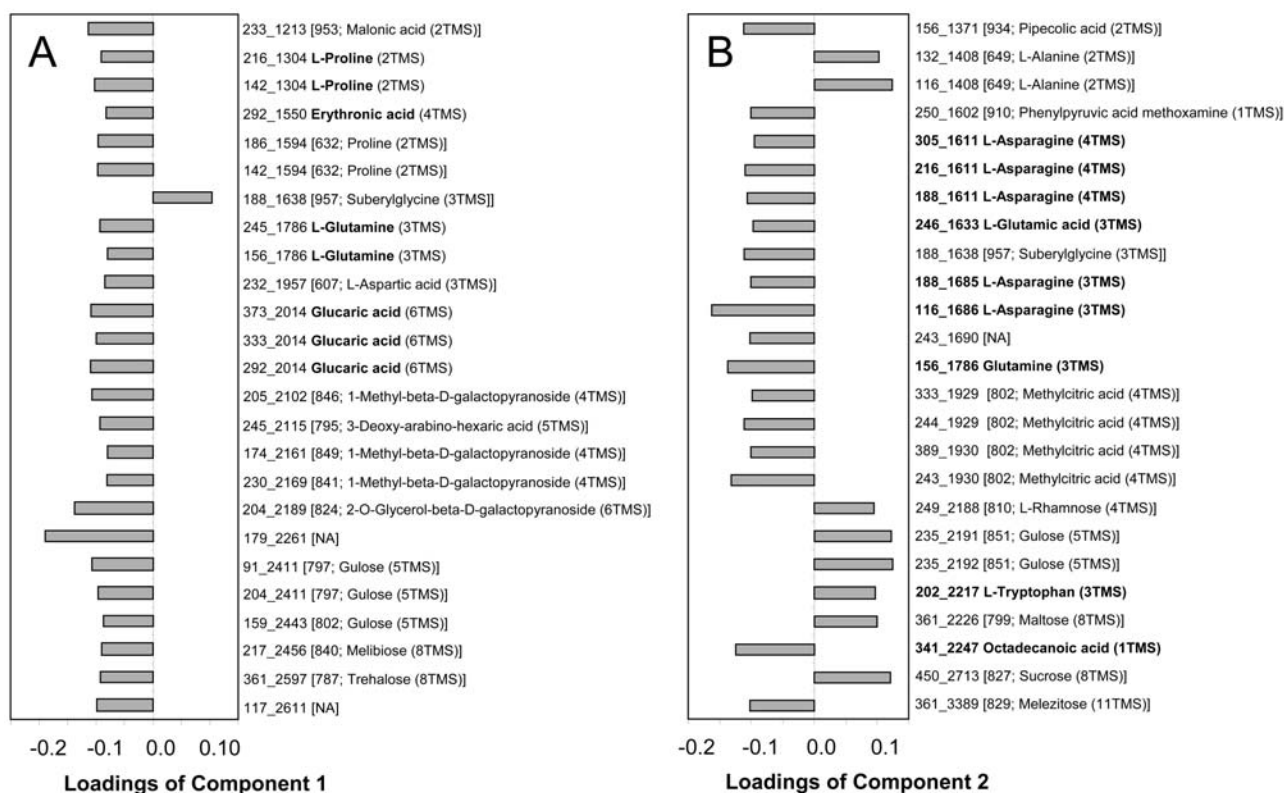 A
233_1213 [953; Malonic acid (2TMS)]
216_1304 L-Proline (2TMS)
142_1304 L-Proline (2TMS)
292_1550 Erythronic acid (4TMS)
186_1594 [632; Proline (2TMS)]
142_1594 [632; Proline (2TMS)]
188_1638 [957; Suberylglycine (3TMS]]
245_1786 L-Glutamine (3TMS)
156_1786 L-Glutamine (3TMS)
232_1957 [607; L-Aspartic acid (3TMS)]
373_2014 Glucaric acid (6TMS)
333_2014 Glucaric acid (6TMS)
292_2014 Glucaric acid (6TMS)
205_2102 [846; 1-Methyl-beta-D-galactopyranoside (4TMS)]
245_2115 [795; 3-Deoxy-arabino-hexaric acid (5TMS)]
174_2161 [849; 1-Methyl-beta-D-galactopyranoside (4TMS)]
230_2169 [841; 1-Methyl-beta-D-galactopyranoside (4TMS)]
204_2189 [824; 2-O-Glycerol-beta-D-galactopyranoside (6TMS)]
179_2261 [NA]
91_2411 [797; Gulose (5TMS)]
204_2411 [797; Gulose (5TMS)]
159_2443 [802; Gulose (5TMS)]
217_2456 [840; Melibiose (8TMS)]
361_2597 [787; Trehalose (8TMS)]
117_2611 [NA]
-0.2 -0.1 0.0 0.10
Loadings of Component 1
B
156_1371 [934; Pipecolic acid (2TMS)]
132_1408 [649; L-Alanine (2TMS)]
116_1408 [649; L-Alanine (2TMS)]
250_1602 [910; Phenylpyruvic acid methoxamine (1TMS)]
305_1611 L-Asparagine (4TMS)
216_1611 L-Asparagine (4TMS)
188_1611 L-Asparagine (4TMS)
246_1633 L-Glutamic acid (3TMS)
188_1638 [957; Suberylglycine (3TMS]]
188_1685 L-Asparagine (3TMS)
116_1686 L-Asparagine (3TMS)
243_1690 [NA]
156_1786 Glutamine (3TMS)
333_1929 [802; Methylcitric acid (4TMS)]
244_1929 [802; Methylcitric acid (4TMS)]
389_1930 [802; Methylcitric acid (4TMS)]
243_1930 [802; Methylcitric acid (4TMS)]
249_2188 [810; L-Rhamnose (4TMS)]
235_2191 [851; Gulose (5TMS)]
235_2192 [851; Gulose (5TMS)]
202_2217 L-Tryptophan (3TMS)
361_2226 [799; Maltose (8TMS)]
341_2247 Octadecanoic acid (1TMS)
450_2713 [827; Sucrose (8TMS)]
361_3389 [829; Melezitose (11TMS)]
-0.2 -0.1 0.0 0.1
Loadings of Component 2